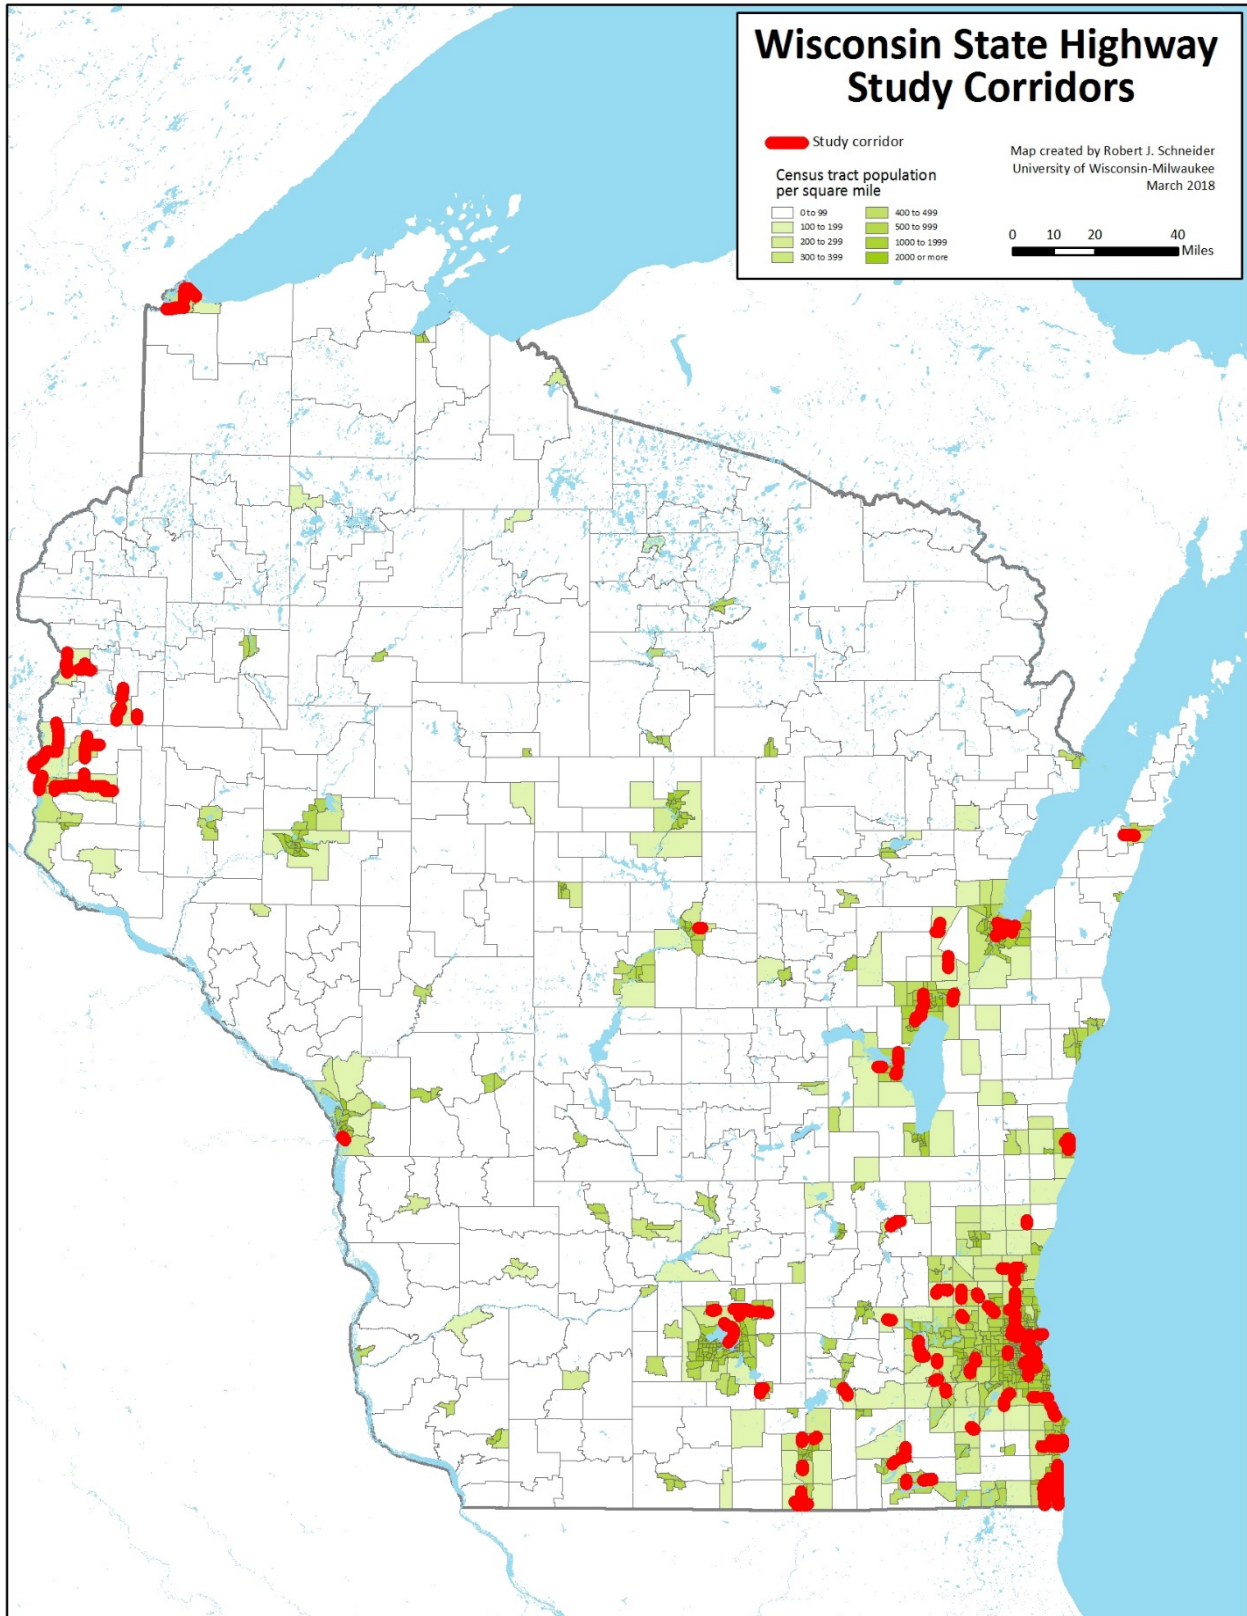 Wisconsin State Highway
Study Corridors
Study corridor
Map created by Robert J. Schneider
University of Wisconsin-Milwaukee
March 2018
Census tract population
per square mile
0 to 99
100 to 199
200 to 299
300 to 399
400 to 499
500 to 999
1000 to 1999
2000 or more
0 10 20 40
Miles